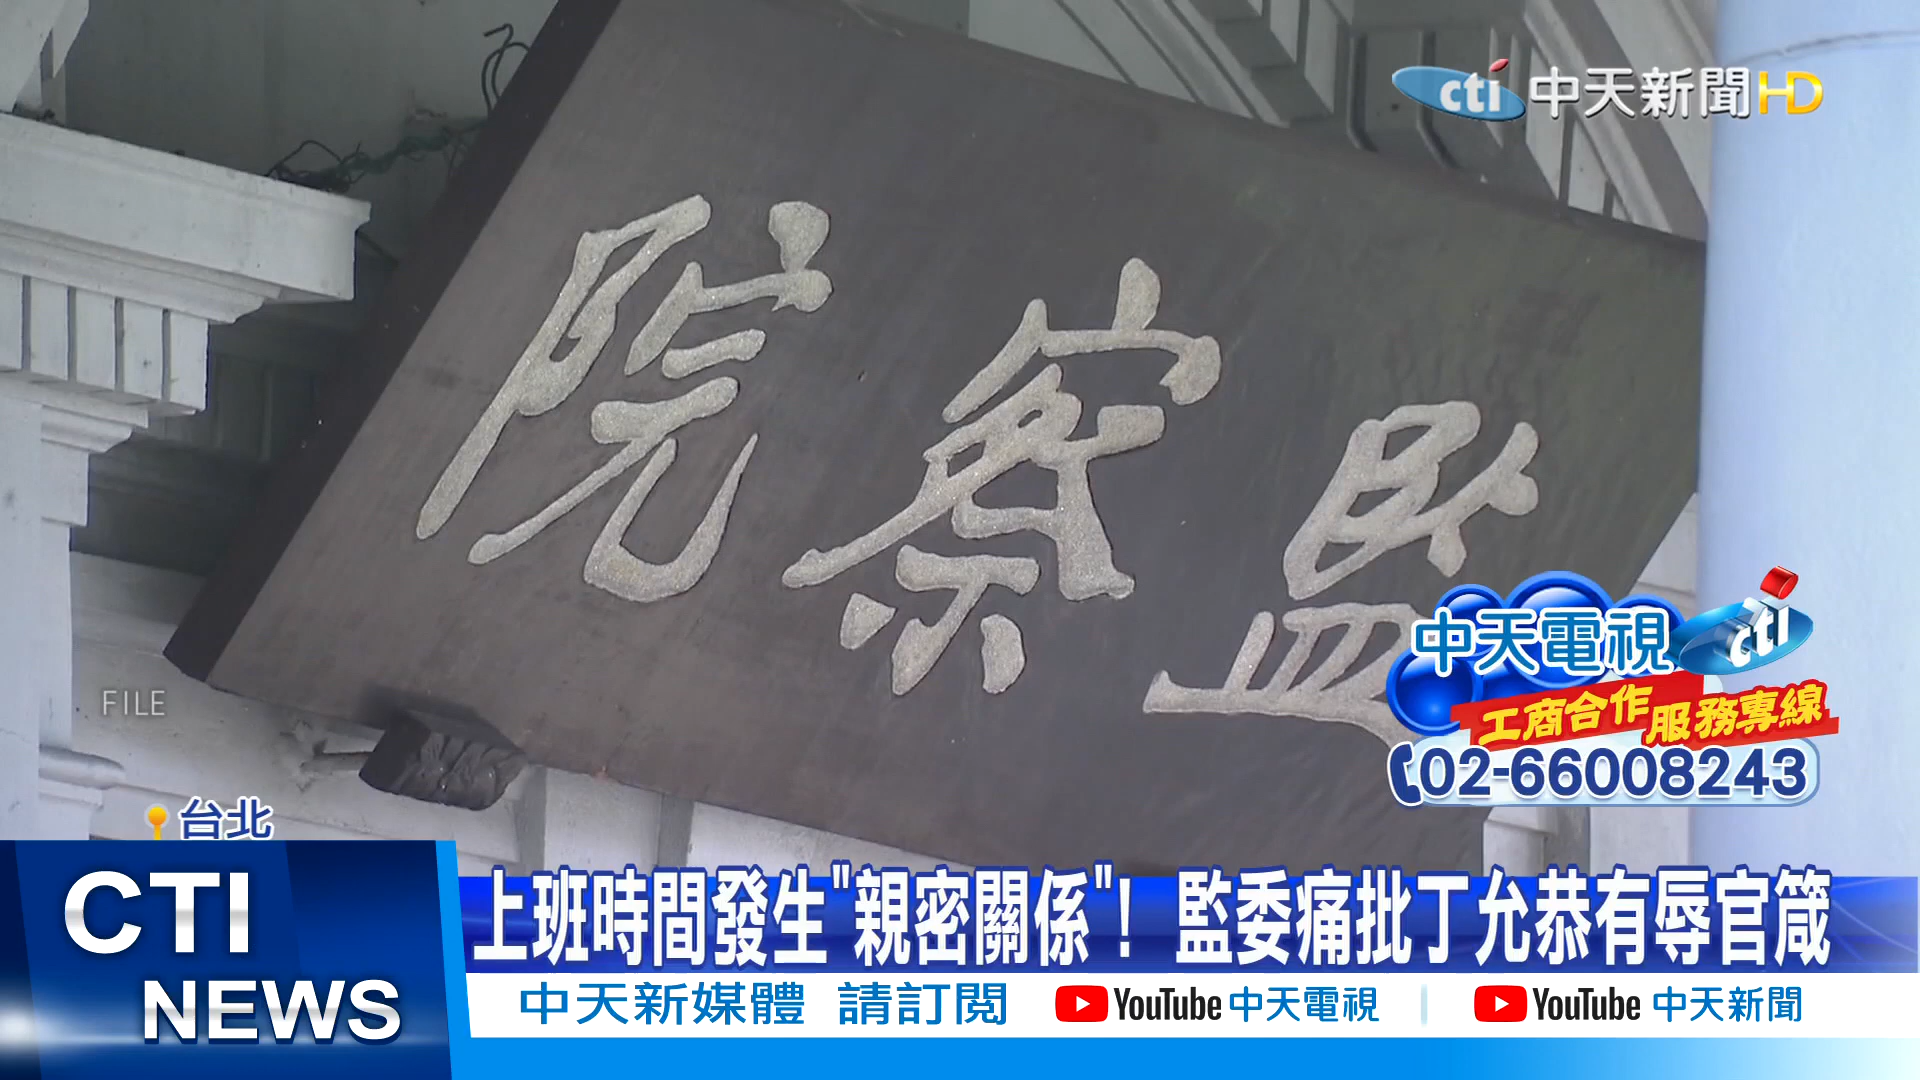 cti 中天新聞HD
監察院
中天電視 cti
工商合作 服務專線
02-66008243
FILE
台北
CTI
NEWS
上班時間發生"親密關係"! 監委痛批丁允恭有辱官箴
中天新媒體 請訂閱 YouTube 中天電視 | YouTube 中天新聞